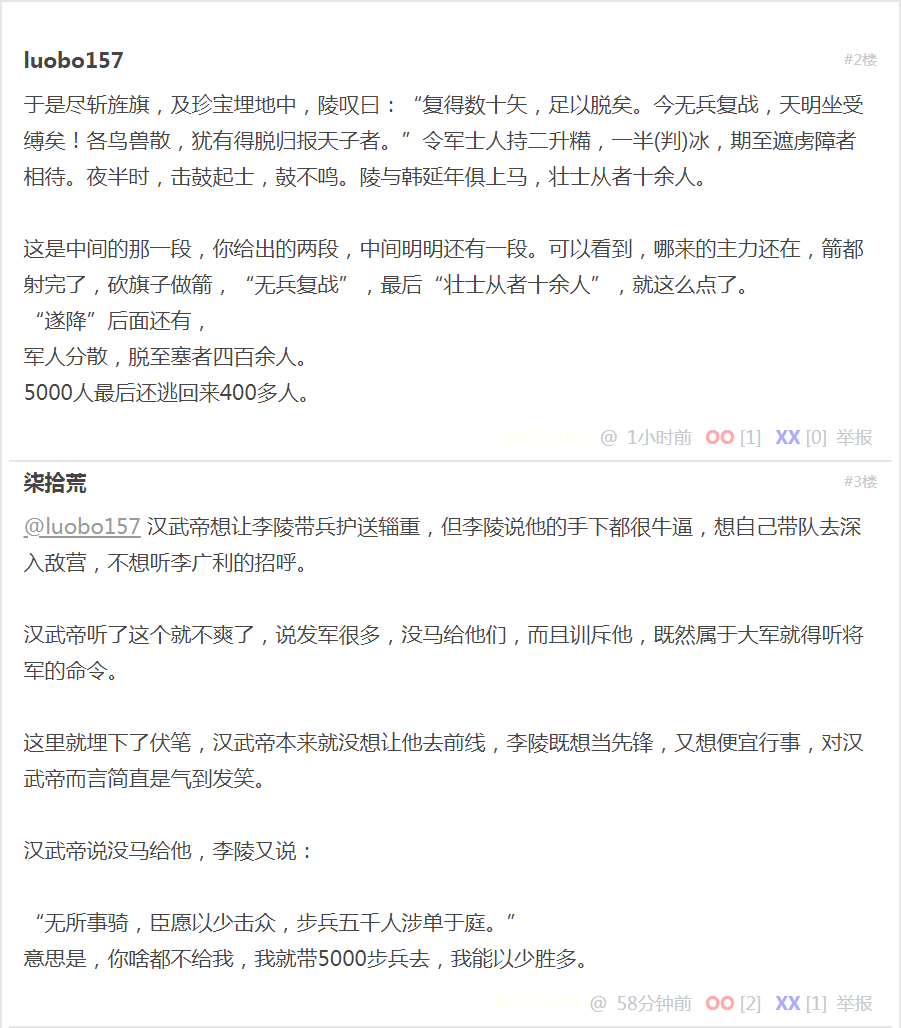 luobo157
#2楼
于是尽斩旌旗，及珍宝埋地中，陵叹曰：“复得数十矢，足以脱矣。今无兵复战，天明坐受
缚矣！各鸟兽散，犹有得脱归报天子者。”令军士人持二升糒，一半(判)冰，期至遮虏障者
相待。夜半时，击鼓起士，鼓不鸣。陵与韩延年俱上马，壮士从者十余人。
这是中间的那一段，你给出的两段，中间明明还有一段。可以看到，哪来的主力还在，箭都
射完了，砍旗子做箭，“无兵复战”，最后“壮士从者十余人”，就这么点了。
“遂降”后面还有，
军人分散，脱至塞者四百余人。
5000人最后还逃回来400多人。
@ 1小时前 OO [1] XX [0] 举报
柒拾荒
#3楼
@luobo157 汉武帝想让李陵带兵护送辎重，但李陵说他的手下都很牛逼，想自己带队去深
入敌营，不想听李广利的招呼。
汉武帝听了这个就不爽了，说发军很多，没马给他们，而且训斥他，既然属于大军就得听将
军的命令。
这里就埋下了伏笔，汉武帝本来就没想让他去前线，李陵既想当先锋，又想便宜行事，对汉
武帝而言简直是气到发笑。
汉武帝说没马给他，李陵又说：
“无所事骑，臣愿以少击众，步兵五千人涉单于庭。”
意思是，你啥都不给我，我就带5000步兵去，我能以少胜多。
@ 58分钟前 OO [2] XX [1] 举报